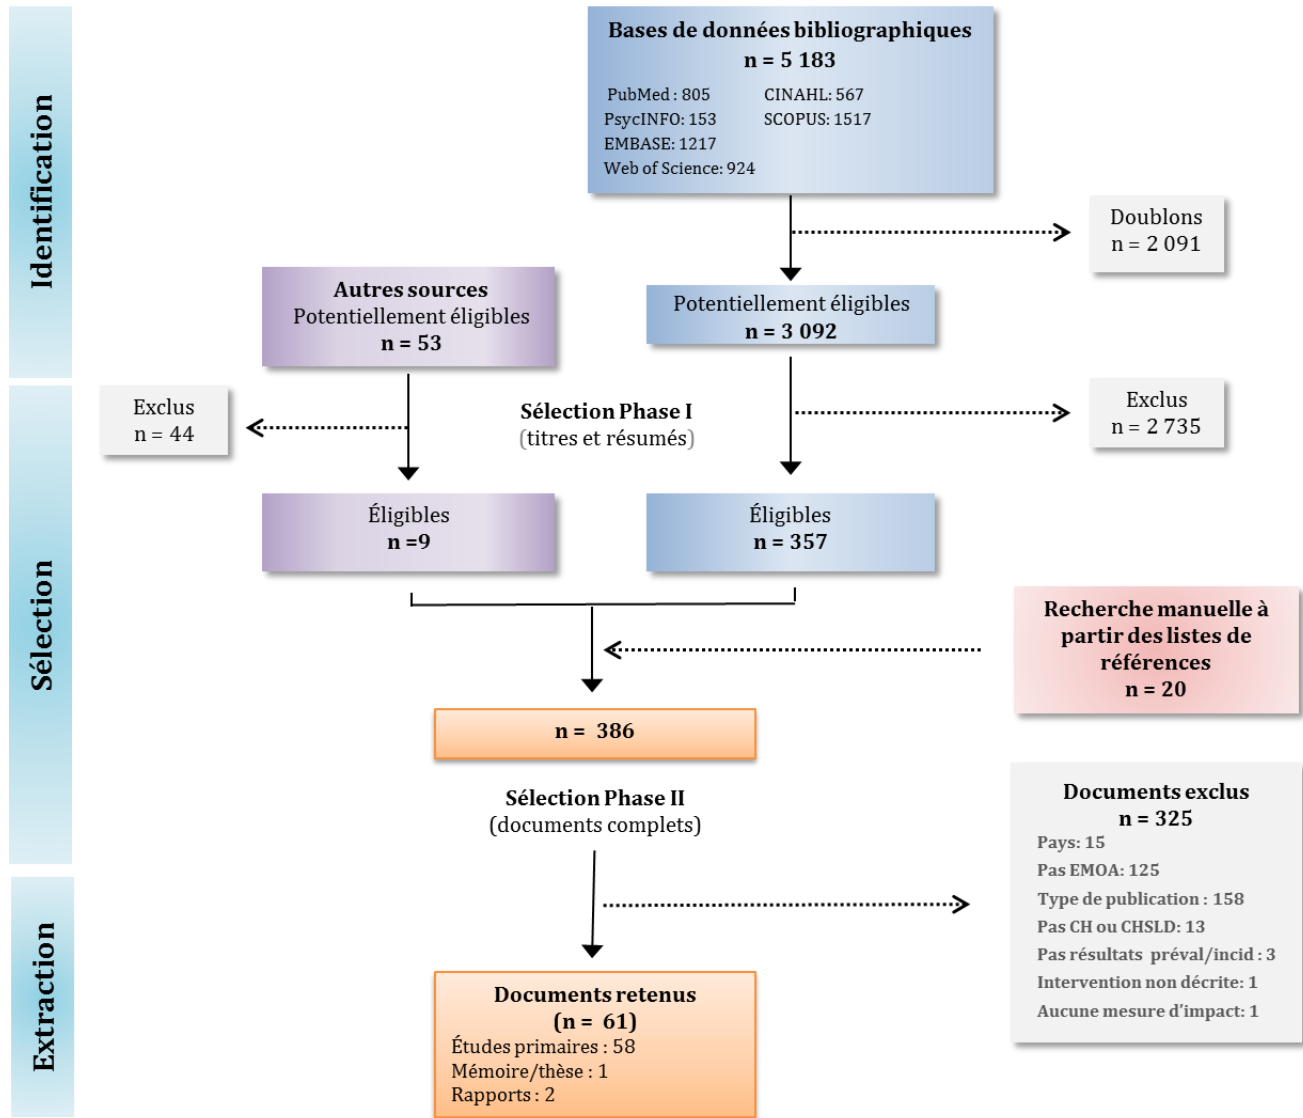 Identification
Bases de données bibliographiques
n = 5 183
PubMed : 805
CINAHL: 567
PsycINFO: 153
SCOPUS: 1517
EMBASE: 1217
Web of Science: 924
Doublons
n = 2 091
Autres sources
Potentiellement éligibles
n = 53
Potentiellement éligibles
n = 3 092
Sélection
Exclus
n = 44
Sélection Phase I
(titres et résumés)
Exclus
n = 2 735
Éligibles
n =9
Éligibles
n = 357
Recherche manuelle à
partir des listes de
références
n = 20
n = 386
Sélection Phase II
(documents complets)
Documents exclus
n = 325
Pays: 15
Pas EMOA: 125
Type de publication : 158
Pas CH ou CHSLD: 13
Pas résultats préval/incid : 3
Intervention non décrite: 1
Aucune mesure d'impact: 1
Extraction
Documents retenus
(n = 61)
Études primaires : 58
Mémoire/thèse : 1
Rapports : 2